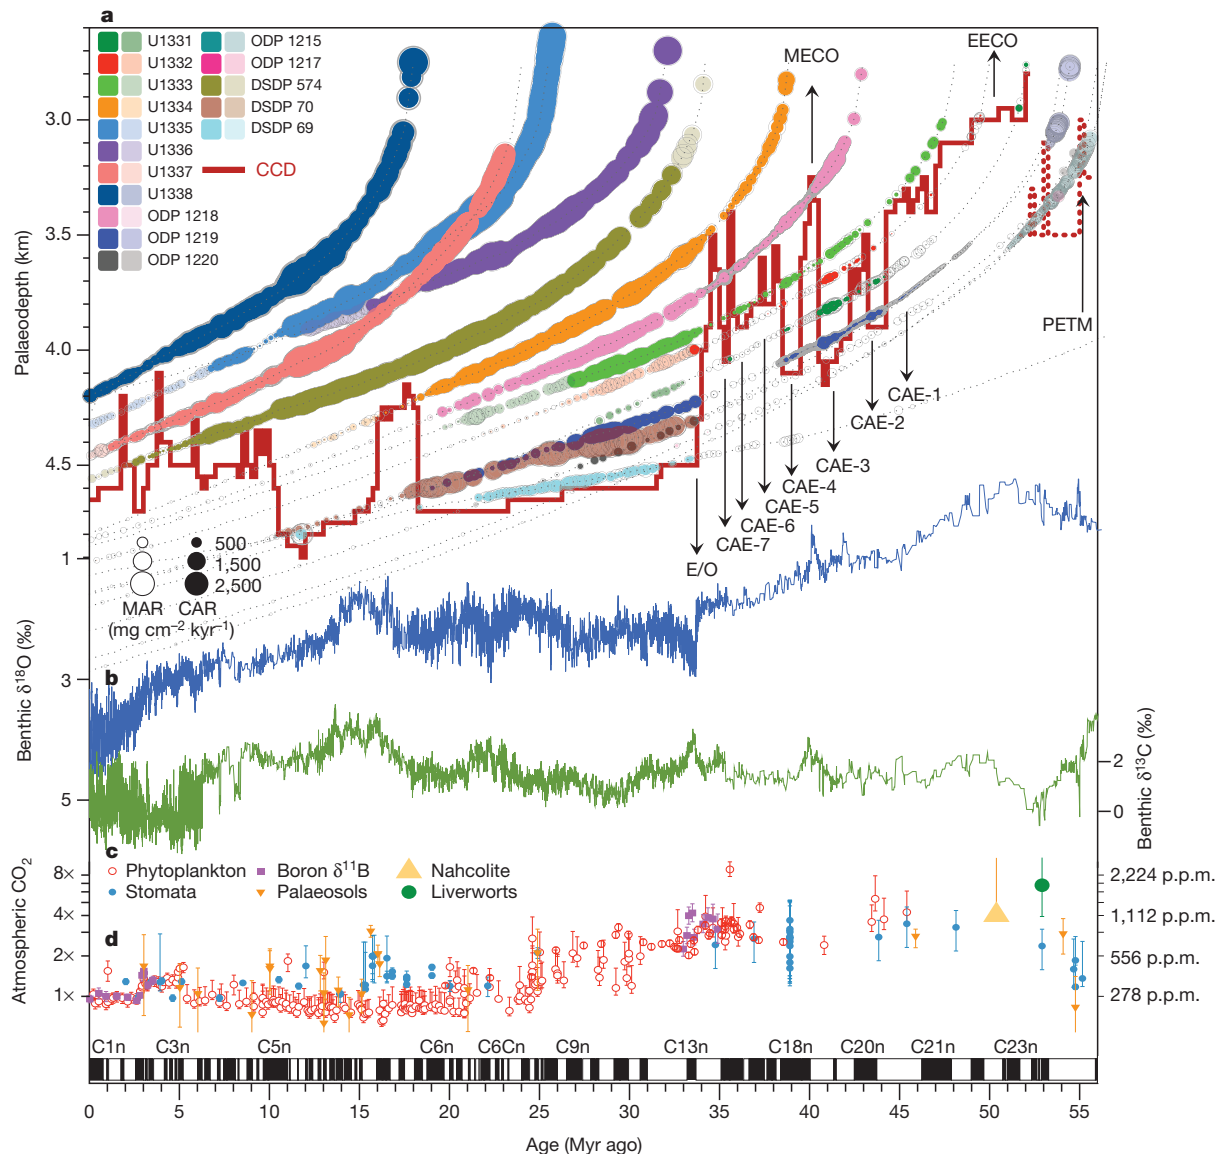 a
U1331
U1332
U1333
U1334
U1335
U1336
U1337
U1338
ODP 1218
ODP 1219
ODP 1220
ODP 1215
ODP 1217
DSDP 574
DSDP 70
DSDP 69
CCD
MECO
EECO
PETM
CAE-1
CAE-2
CAE-3
CAE-4
CAE-5
CAE-6
CAE-7
E/O
Palaeodepth (km)
3.0
3.5
4.0
4.5
500
1,500
2,500
MAR CAR
(mg cm⁻² kyr⁻¹)
b
Benthic δ¹⁸O (‰)
1
3
5
Benthic δ¹³C (‰)
2
0
c
Phytoplankton
Stomata
Boron δ¹¹B
Palaeosols
Nahcolite
Liverworts
Atmospheric CO₂
8×
4×
2×
1×
2,224 p.p.m.
1,112 p.p.m.
556 p.p.m.
278 p.p.m.
d
C1n C3n C5n C6n C6Cn C9n C13n C18n C20n C21n C23n
0 5 10 15 20 25 30 35 40 45 50 55
Age (Myr ago)